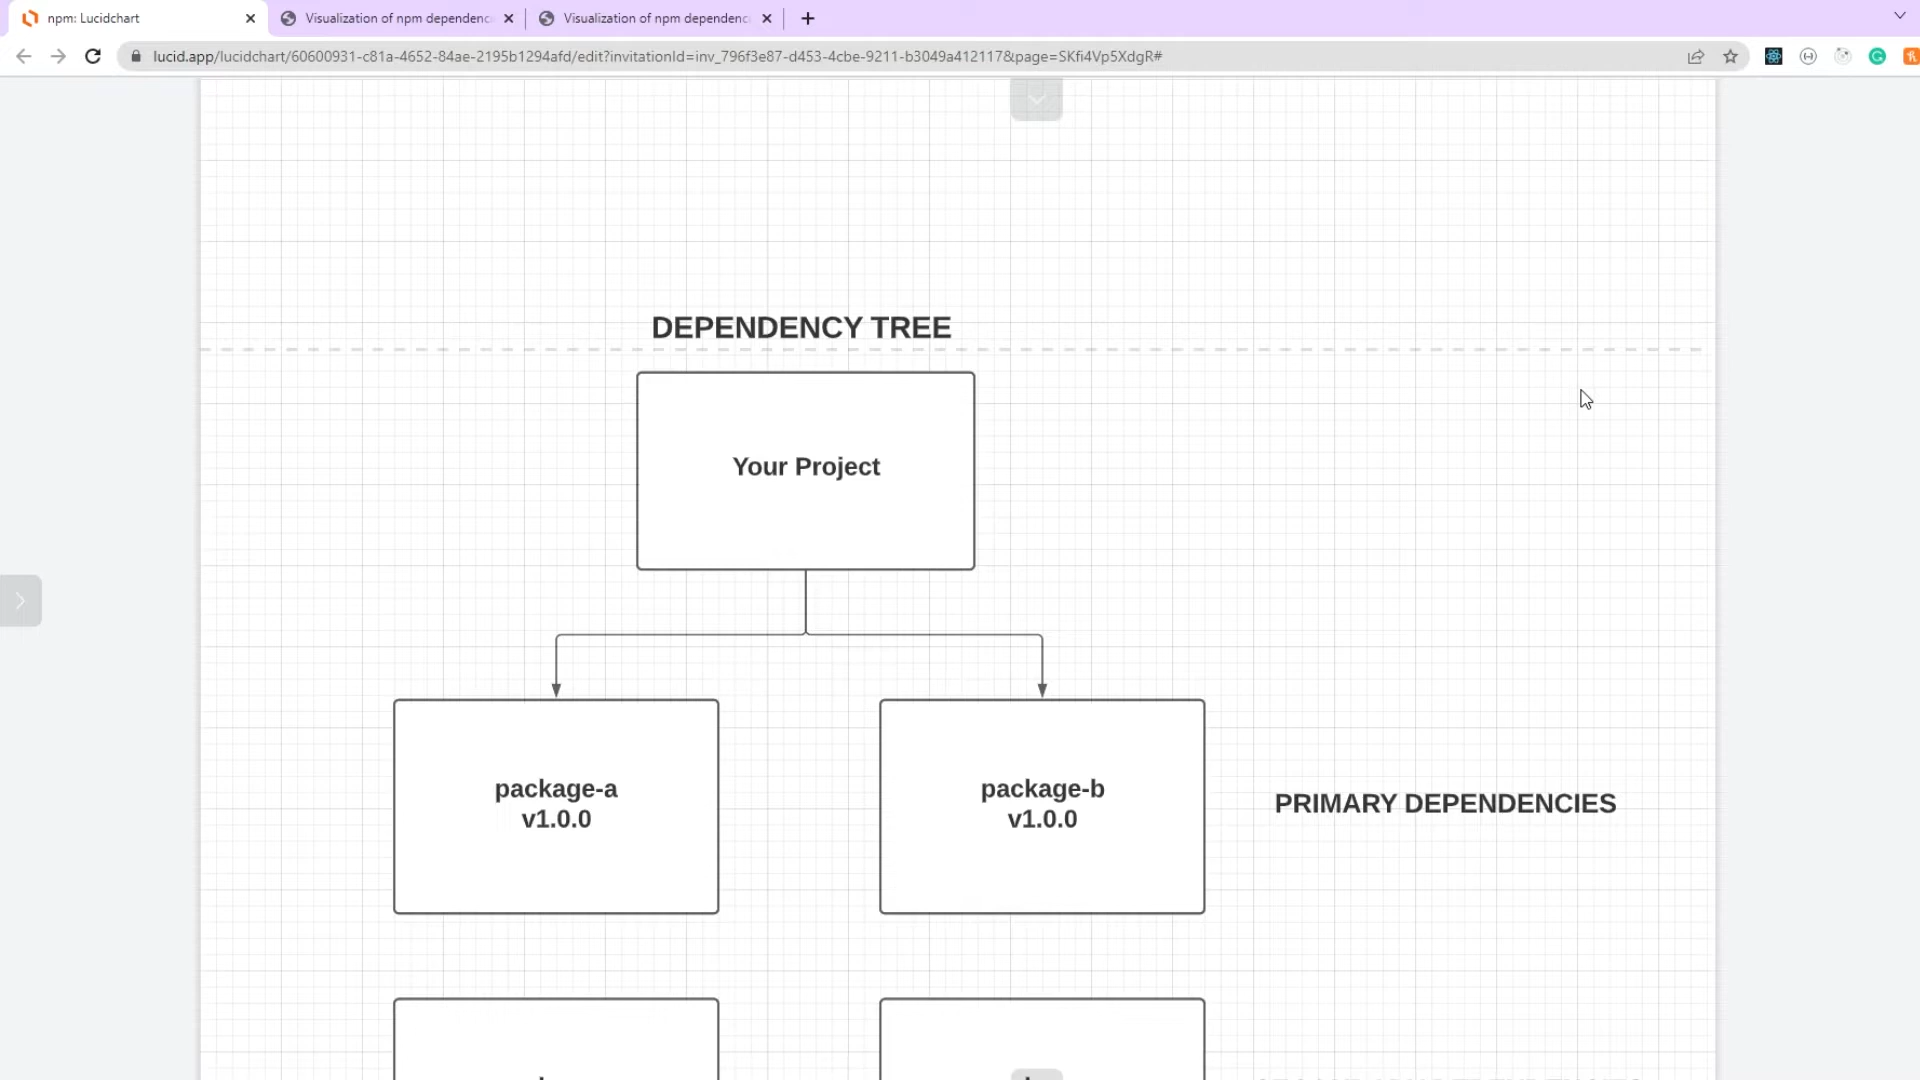 npm: Lucidchart
Visualization of npm dependenc
Visualization of npm dependenc
lucid.app/lucidchart/60600931-c81a-4652-84ae-2195b1294afd/edit?invitationId=inv_796f3e87-d453-4cbe-9211-b3049a412117&page=SKfi4Vp5XdgR#
DEPENDENCY TREE
Your Project
package-a
v1.0.0
package-b
v1.0.0
PRIMARY DEPENDENCIES